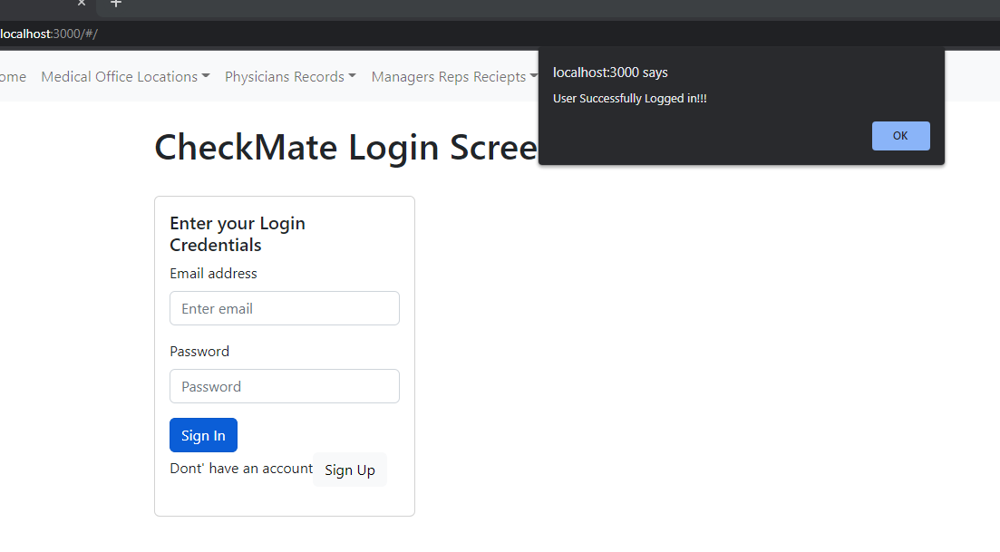 localhost:3000/#/
ome Medical Office Locations Physicians Records Managers Reps Reciepts
localhost:3000 says
User Successfully Logged in!!!
OK
CheckMate Login Scree
Enter your Login
Credentials
Email address
Enter email
Password
Password
Sign In
Dont' have an account Sign Up